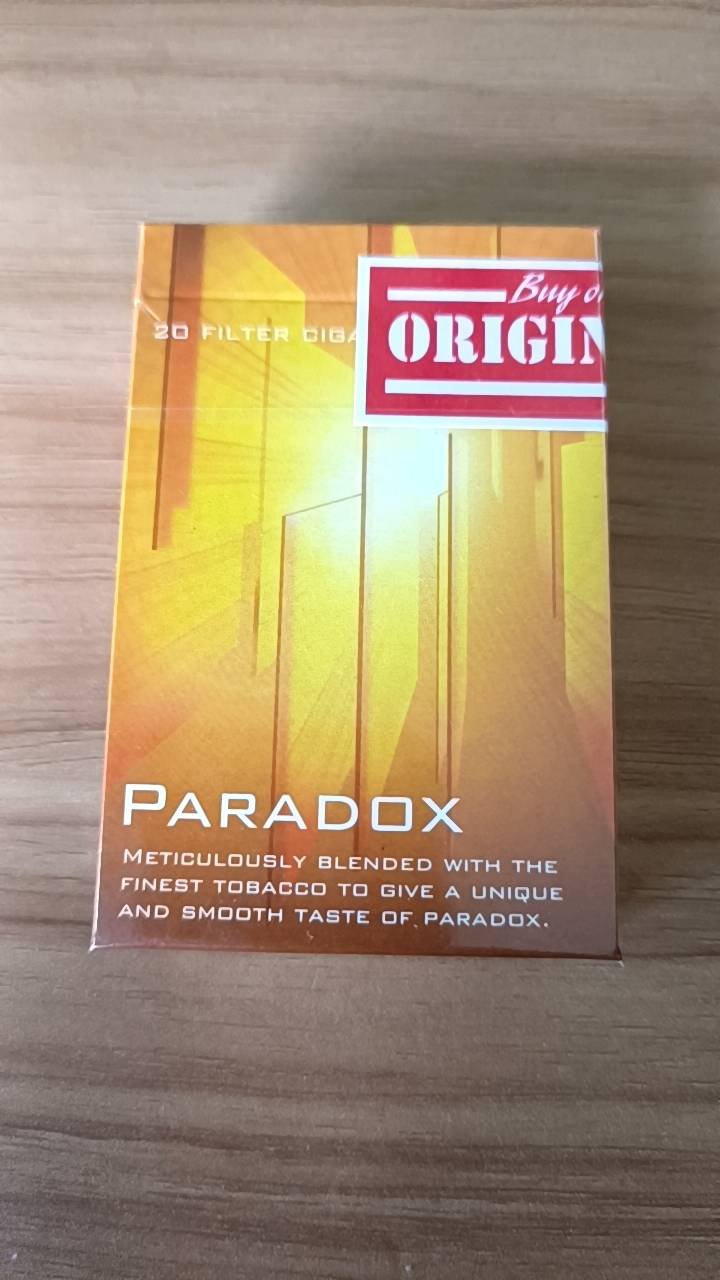 Buy
ORIGIN
20 FILTER CIGA
PARADOX
METICULOUSLY BLENDED WITH THE
FINEST TOBACCO TO GIVE A UNIQUE
AND SMOOTH TASTE OF PARADOX.